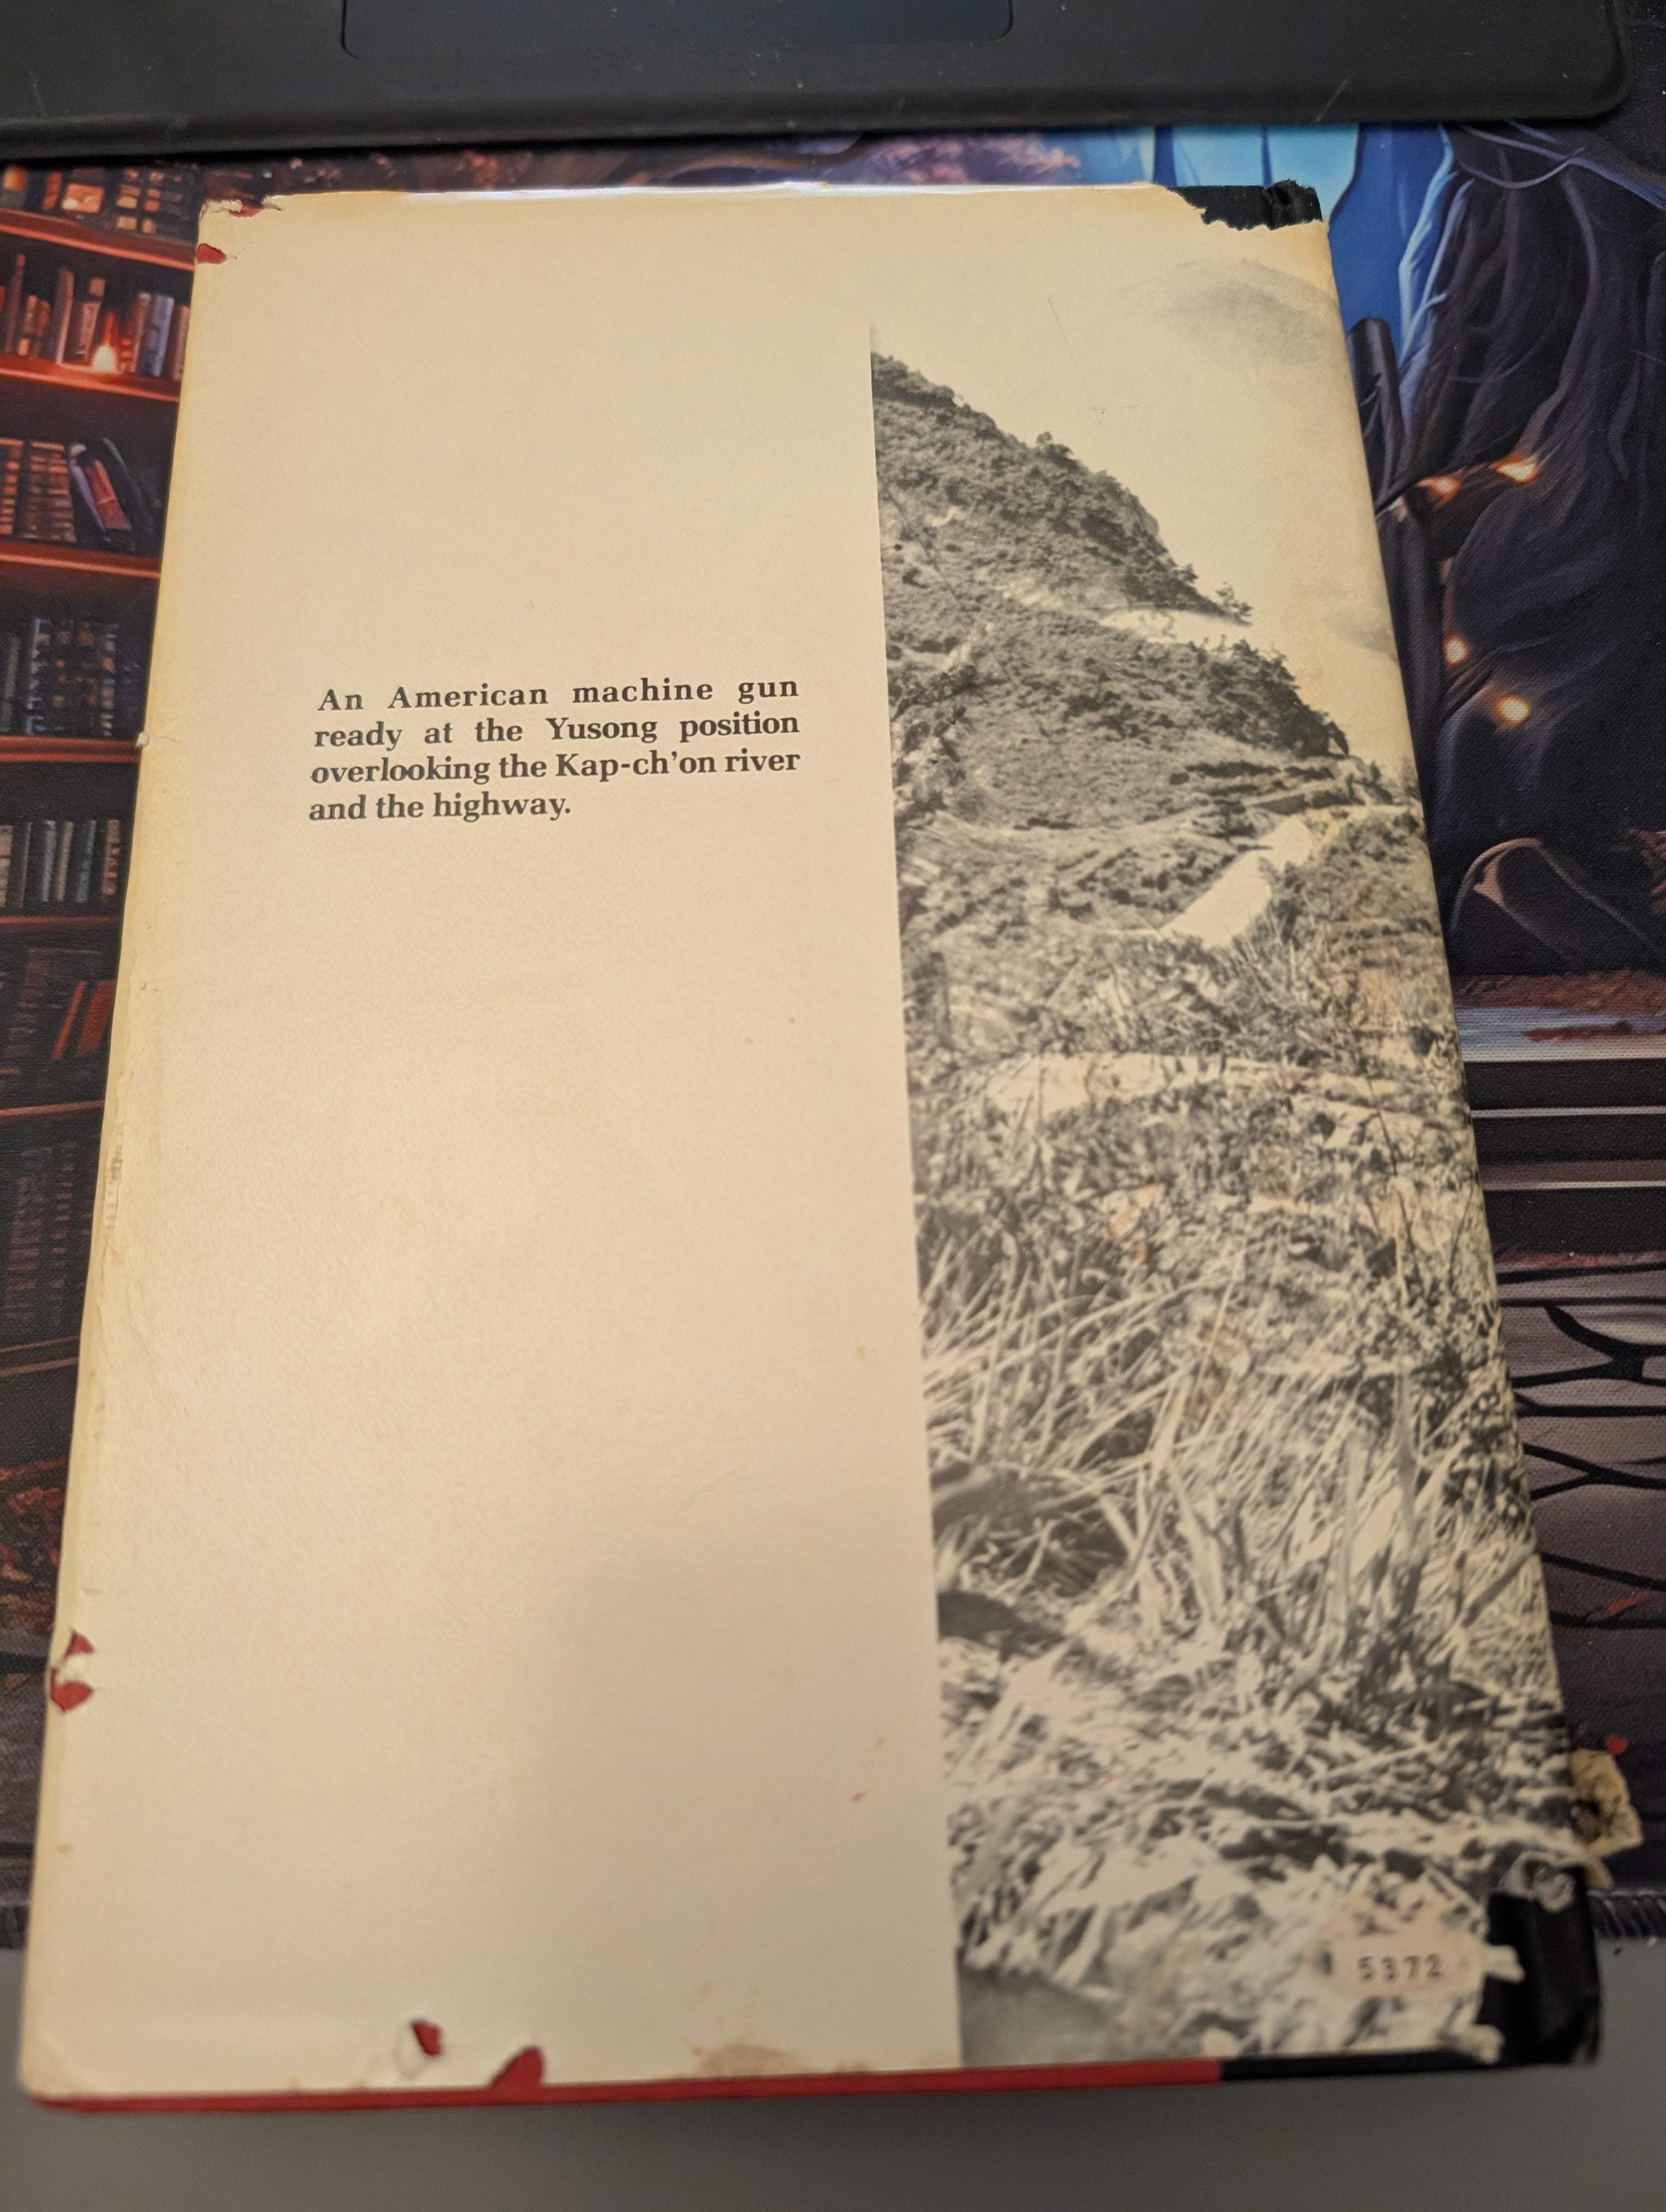 An American machine gun
ready at the Yusong position
overlooking the Kap-ch'on river
and the highway.
5372